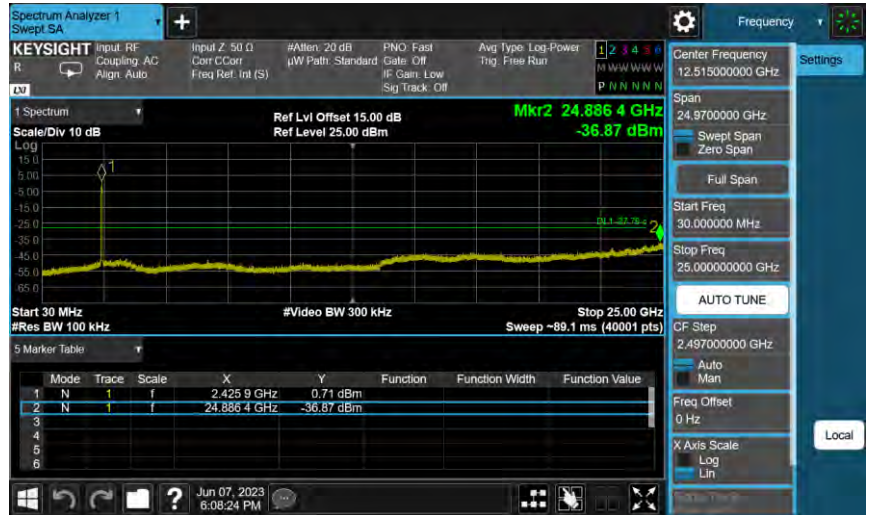 Spectrum Analyzer 1
Swept SA
Frequency
KEYSIGHT
R
LXI
Input: RF
Coupling: AC
Align: Auto
Input Z: 50 Ω
Corr CCorr
Freq Ref: Int (S)
#Atten: 20 dB
µW Path: Standard
PNO: Fast
Gate: Off
IF Gain: Low
Sig Track: Off
Avg Type: Log-Power
Trig: Free Run
1 2 3 4 5 6
M W W W W W
P N N N N N
1 Spectrum
Scale/Div 10 dB
Ref Lvl Offset 15.00 dB
Ref Level 25.00 dBm
Mkr2 24.886 4 GHz
-36.87 dBm
Log
15.0
5.00
-5.00
-15.0
-25.0
-35.0
-45.0
-55.0
-65.0
1
2
Start 30 MHz
#Res BW 100 kHz
#Video BW 300 kHz
Stop 25.00 GHz
Sweep ~89.1 ms (40001 pts)
5 Marker Table
Mode Trace Scale X Y Function Function Width Function Value
1 N 1 f 2.425 9 GHz 0.71 dBm
2 N 1 f 24.886 4 GHz -36.87 dBm
3
4
5
6
?
Jun 07, 2023
6:08:24 PM
Center Frequency
12.515000000 GHz
Span
24.9700000 GHz
Swept Span
Zero Span
Full Span
Start Freq
30.000000 MHz
Stop Freq
25.000000000 GHz
AUTO TUNE
CF Step
2.497000000 GHz
Auto
Man
Freq Offset
0 Hz
X Axis Scale
Log
Lin
Settings
Local